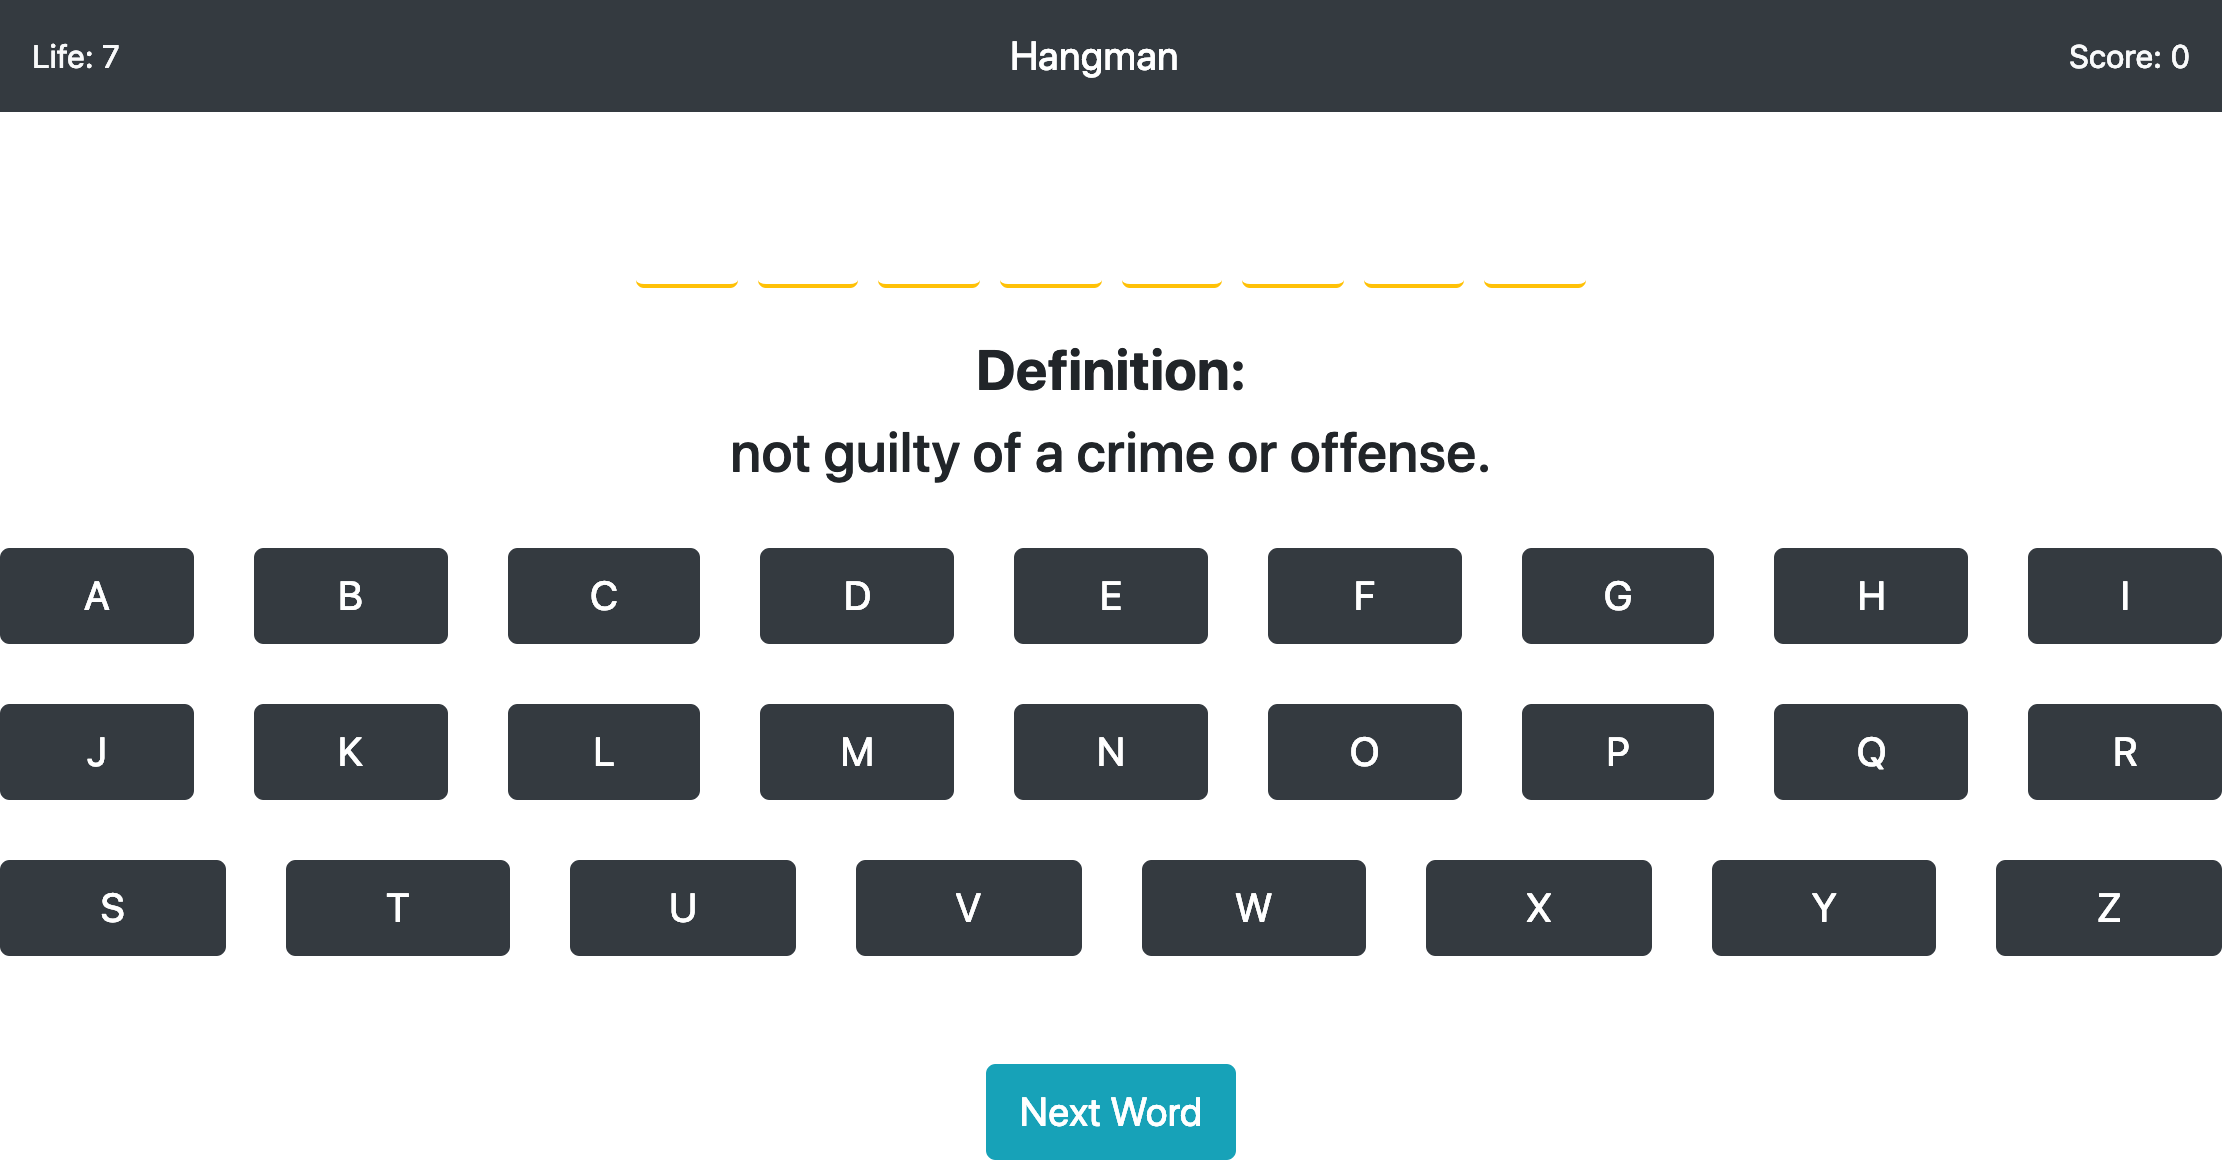 Life: 7 Hangman Score: 0
Definition:
not guilty of a crime or offense.
A B C D E F G H I
J K L M N O P Q R
S T U V W X Y Z
Next Word